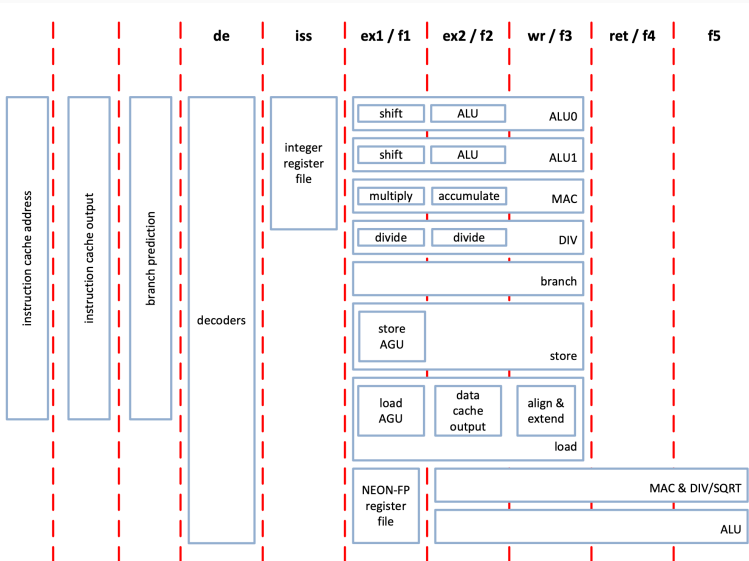 de
iss
ex1 / f1
ex2 / f2
wr / f3
ret / f4
f5
instruction cache address
instruction cache output
branch prediction
decoders
integer
register
file
shift
ALU
ALU0
shift
ALU
ALU1
multiply
accumulate
MAC
divide
divide
DIV
branch
store
AGU
store
load
AGU
data
cache
output
align &
extend
load
NEON-FP
register
file
MAC & DIV/SQRT
ALU